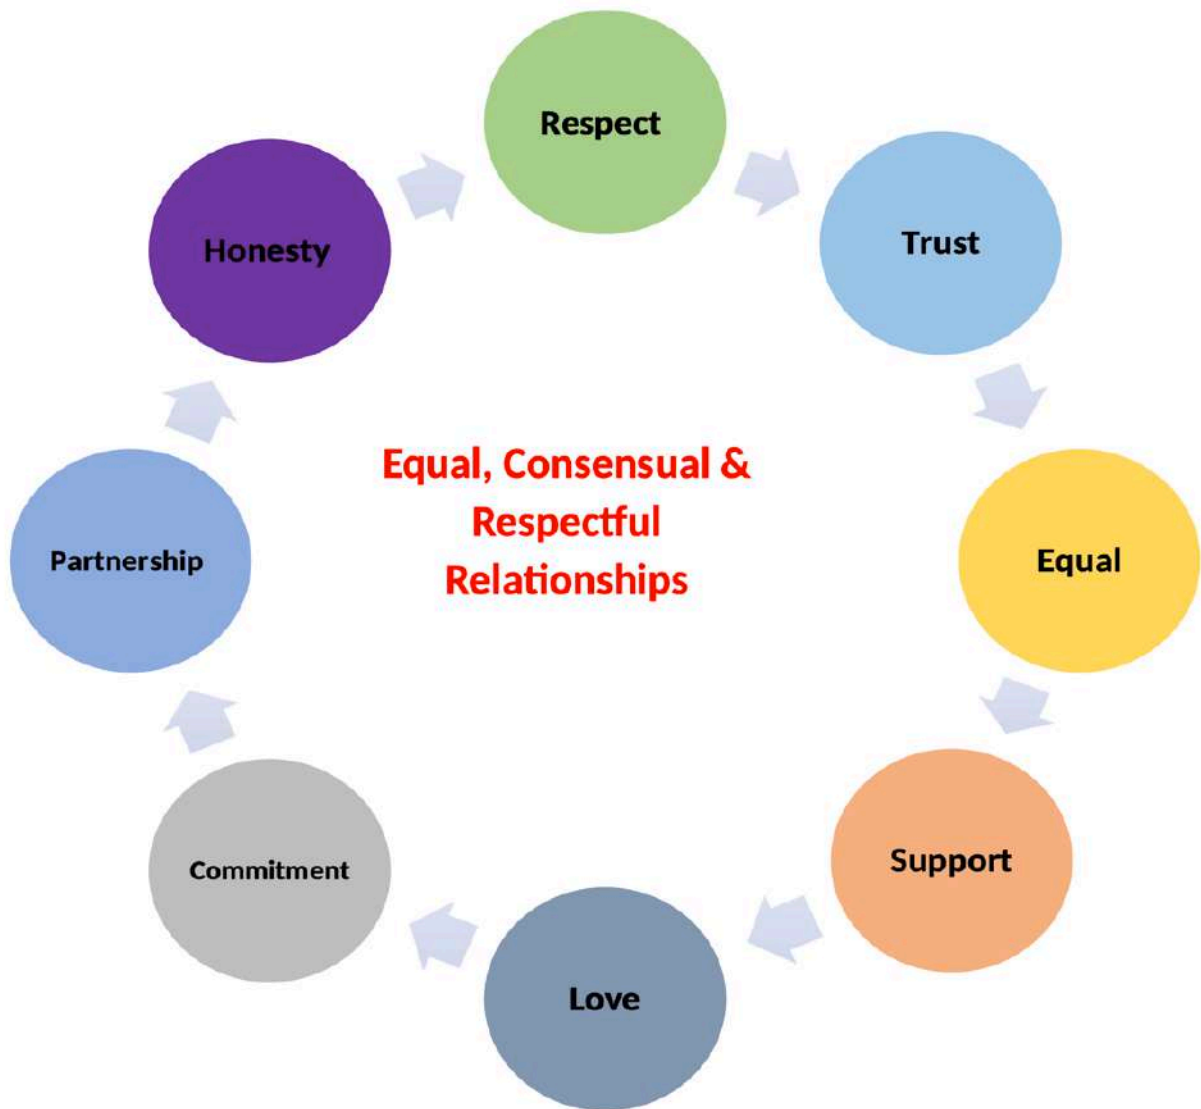 Respect
Trust
Equal
Support
Love
Commitment
Partnership
Honesty
Equal, Consensual &
Respectful
Relationships